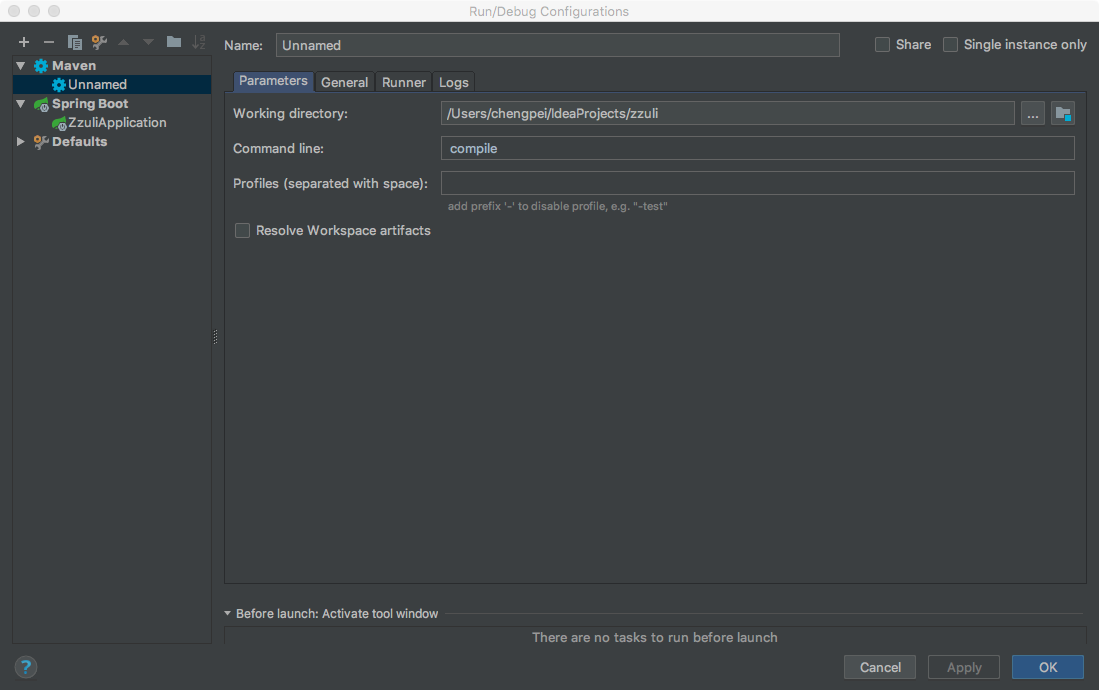 Run/Debug Configurations
Name: Unnamed Share Single instance only
Maven
Unnamed
Spring Boot
ZzuliApplication
Defaults
Parameters General Runner Logs
Working directory: /Users/chengpei/IdeaProjects/zzuli ...
Command line: compile
Profiles (separated with space):
add prefix '-' to disable profile, e.g. "-test"
Resolve Workspace artifacts
Before launch: Activate tool window
There are no tasks to run before launch
? Cancel Apply OK